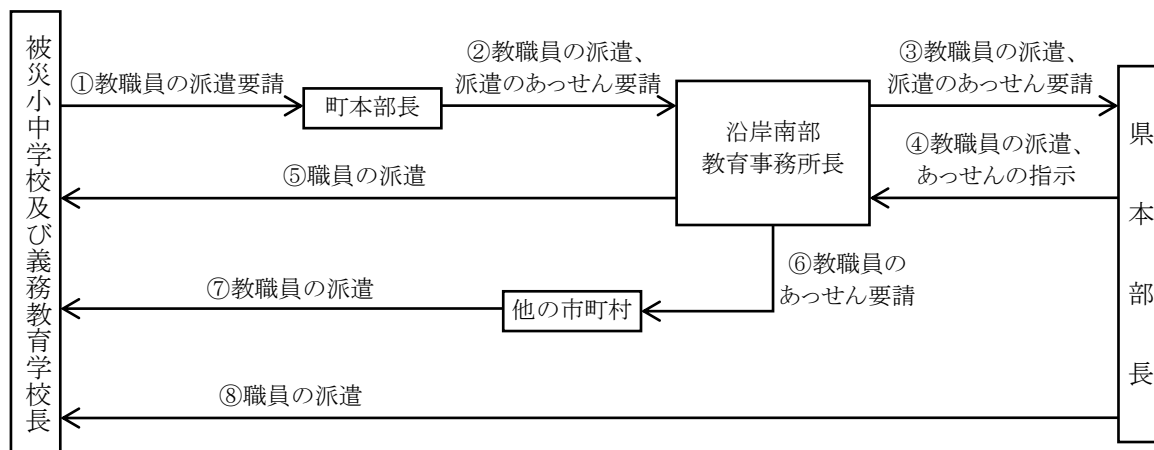 被災小中学校及び義務教育学校長
①教職員の派遣要請
町本部長
②教職員の派遣、
派遣のあっせん要請
沿岸南部
教育事務所長
③教職員の派遣、
派遣のあっせん要請
④教職員の派遣、
あっせんの指示
県本部長
⑤職員の派遣
⑥教職員の
あっせん要請
⑦教職員の派遣
他の市町村
⑧職員の派遣